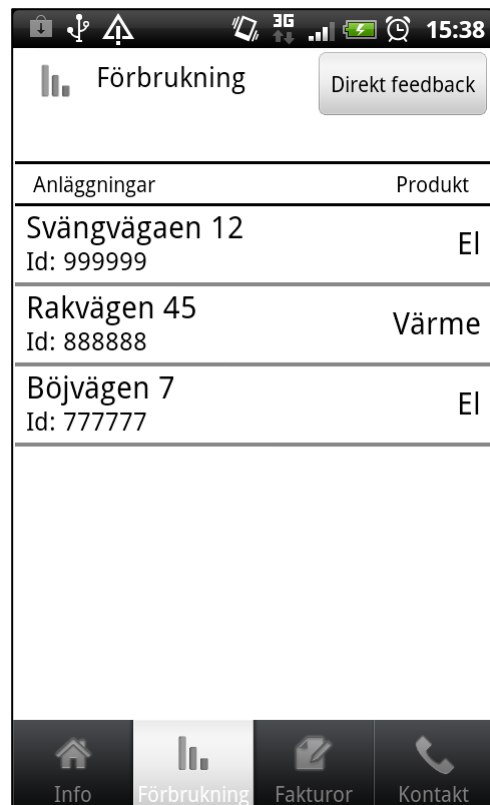 3G 15:38
Förbrukning Direkt feedback
Anläggningar Produkt
Svängvägaen 12 El
Id: 999999
Rakvägen 45 Värme
Id: 888888
Böjvägen 7 El
Id: 777777
Info Förbrukning Fakturor Kontakt